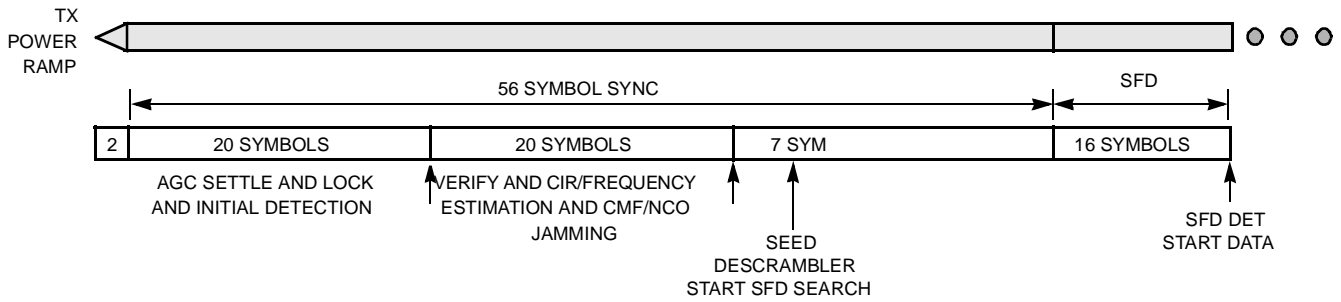 TX
POWER
RAMP
56 SYMBOL SYNC
SFD
2
20 SYMBOLS
20 SYMBOLS
7 SYM
16 SYMBOLS
AGC SETTLE AND LOCK
AND INITIAL DETECTION
VERIFY AND CIR/FREQUENCY
ESTIMATION AND CMF/NCO
JAMMING
SEED
DESCRAMBLER
START SFD SEARCH
SFD DET
START DATA